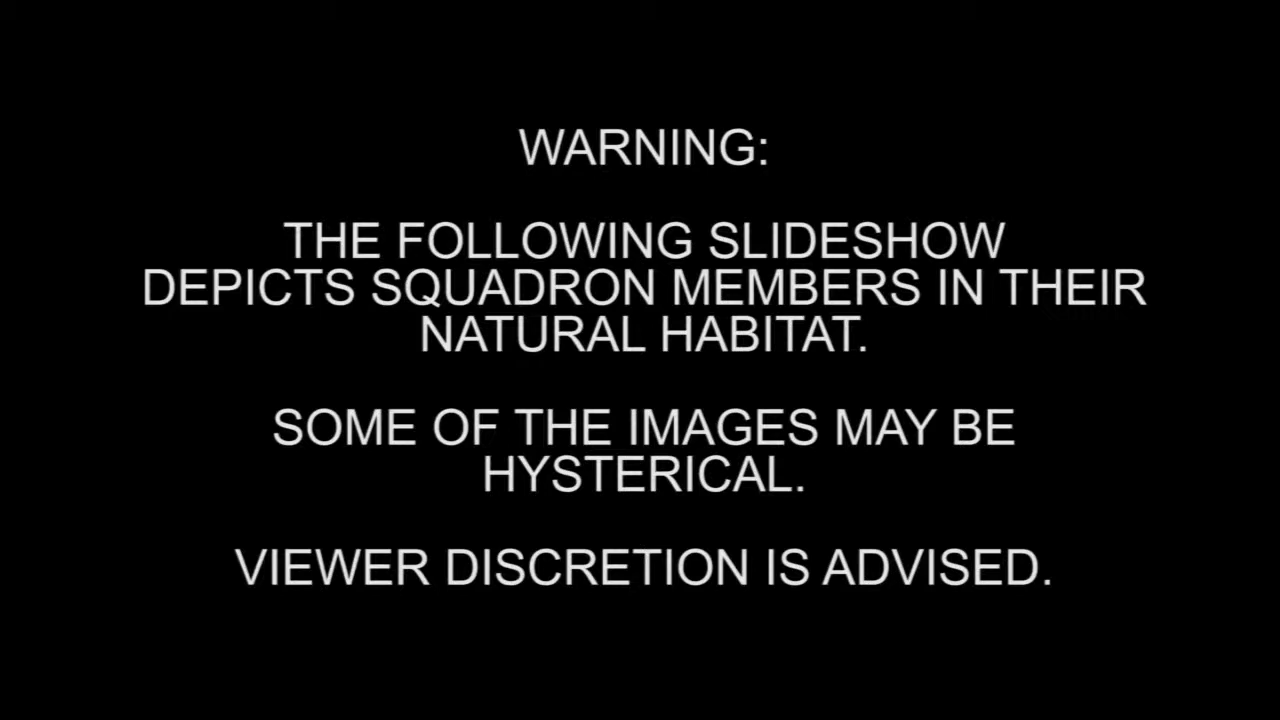 WARNING:
THE FOLLOWING SLIDESHOW
DEPICTS SQUADRON MEMBERS IN THEIR
NATURAL HABITAT.
SOME OF THE IMAGES MAY BE
HYSTERICAL.
VIEWER DISCRETION IS ADVISED.